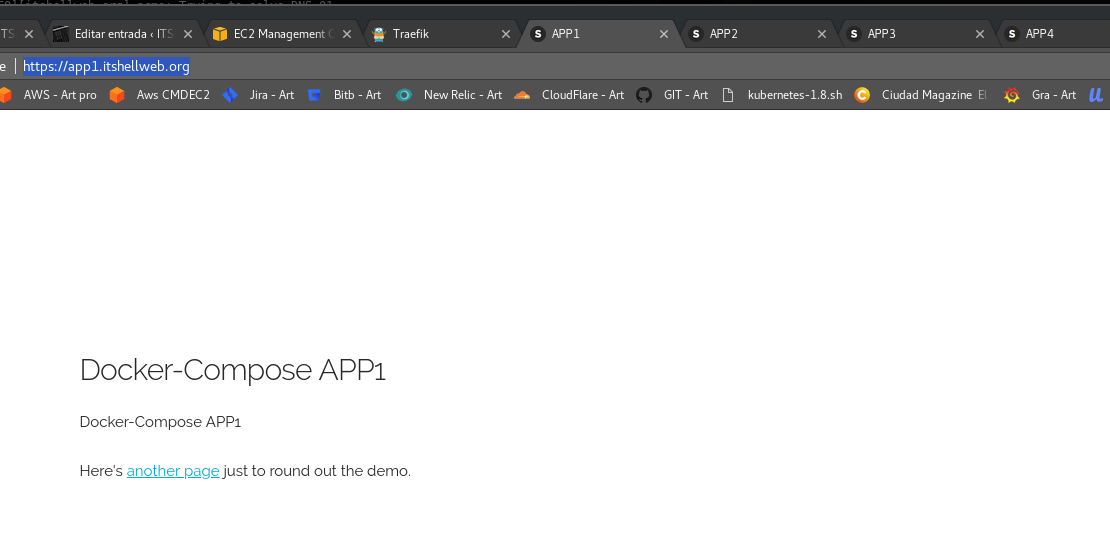 TS Editar entrada ‹ ITS EC2 Management Traefik APP1 APP2 APP3 APP4
e https://app1.itshellweb.org
AWS - Art pro Aws CMDEC2 Jira - Art Bitb - Art New Relic - Art CloudFlare - Art GIT - Art kubernetes-1.8.sh Ciudad Magazine El Gra - Art
Docker-Compose APP1
Docker-Compose APP1
Here's another page just to round out the demo.